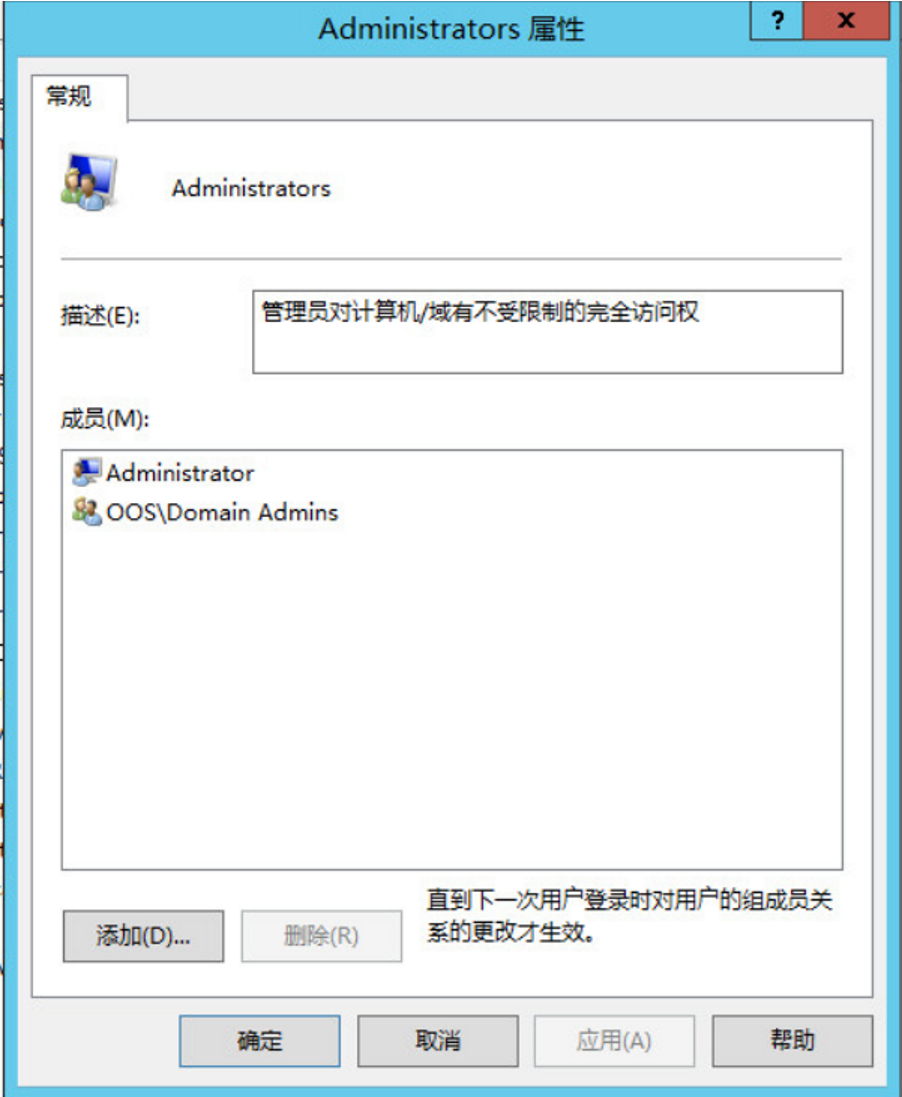 Administrators 属性
?
x
常规
Administrators
描述(E):
管理员对计算机/域有不受限制的完全访问权
成员(M):
Administrator
OOS\Domain Admins
添加(D)...
删除(R)
直到下一次用户登录时对用户的组成员关
系的更改才生效。
确定
取消
应用(A)
帮助